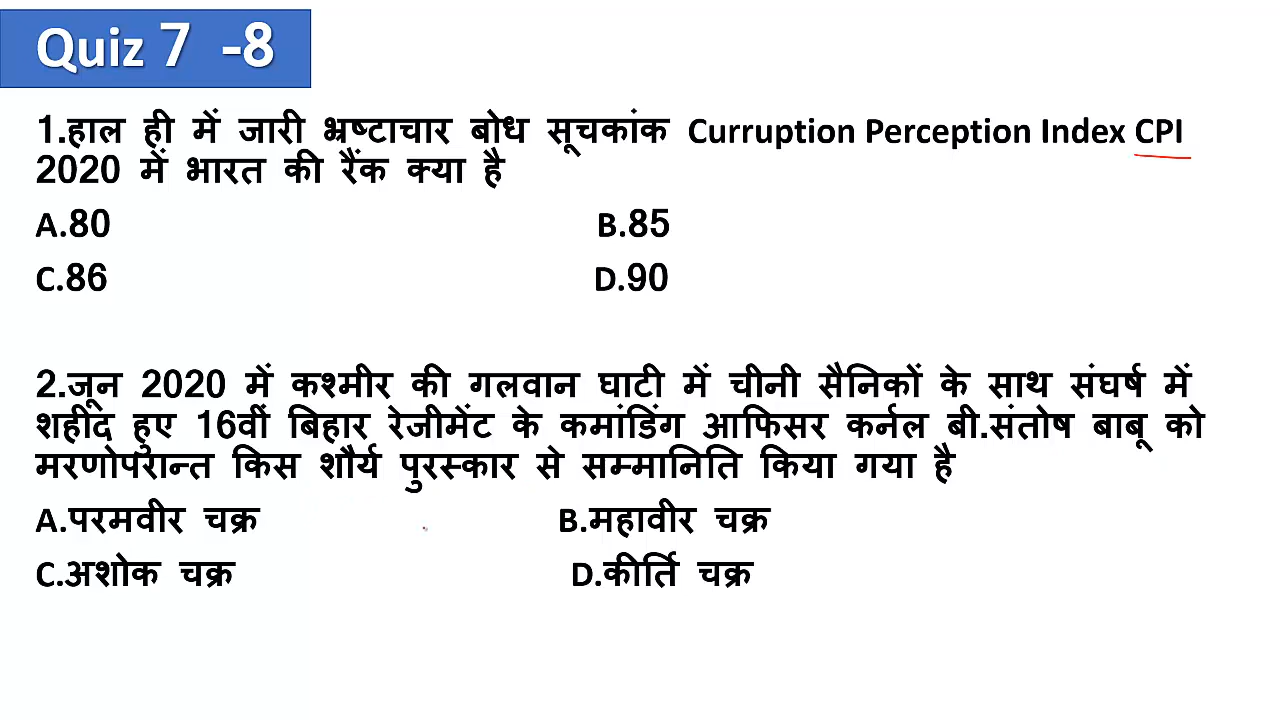 Quiz 7 -8
1.हाल ही में जारी भ्रष्टाचार बोध सूचकांक Curruption Perception Index CPI
2020 में भारत की रैंक क्या है
A.80 B.85
C.86 D.90
2.जून 2020 में कश्मीर की गलवान घाटी में चीनी सैनिकों के साथ संघर्ष में
शहीद हुए 16वीं बिहार रेजीमेंट के कमांडिंग आफिसर कर्नल बी.संतोष बाबू को
मरणोपरान्त किस शौर्य पुरस्कार से सम्मानिति किया गया है
A.परमवीर चक्र B.महावीर चक्र
C.अशोक चक्र D.कीर्ति चक्र